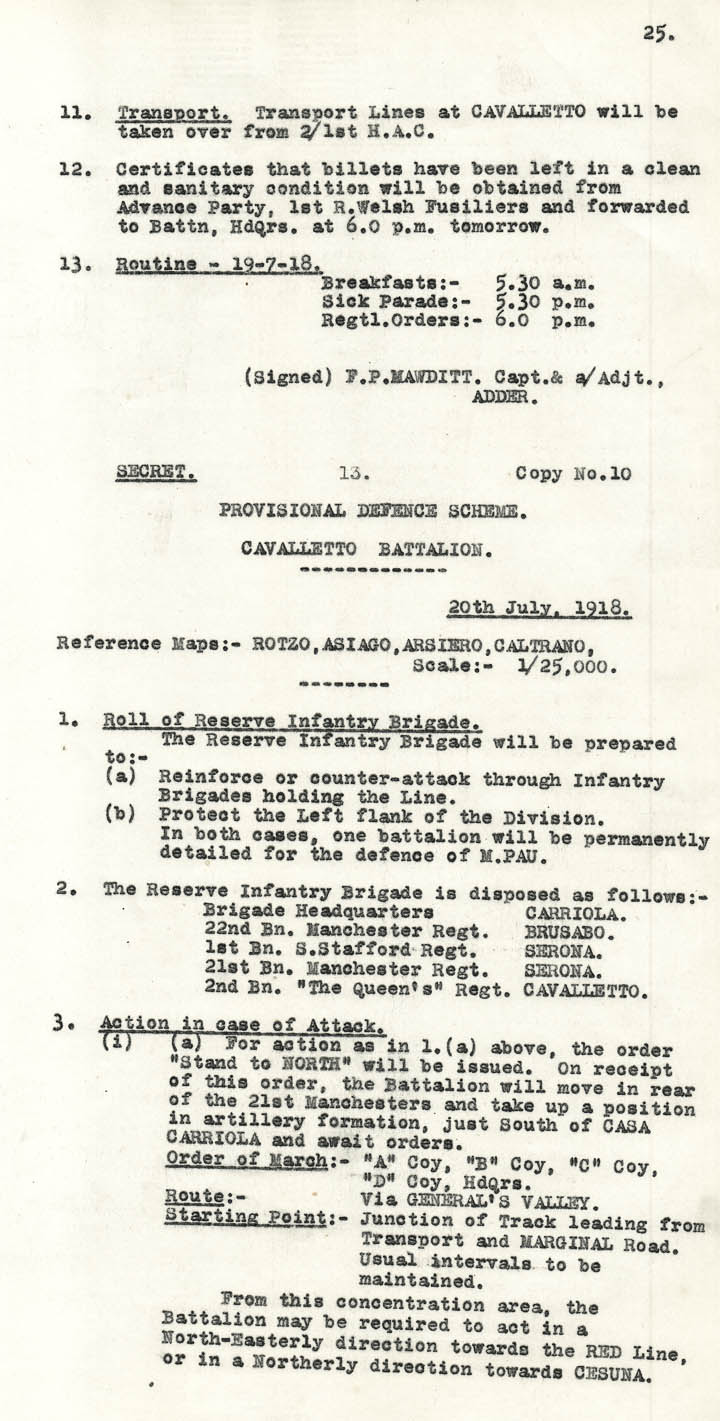 25.
11. Transport. Transport Lines at CAVALLETTO will be
taken over from 2/1st H.A.C.
12. Certificates that billets have been left in a clean
and sanitary condition will be obtained from
Advance Party, 1st R.Welsh Fusiliers and forwarded
to Battn, HdQrs. at 6.0 p.m. tomorrow.
13. Routine - 19-7-18.
Breakfasts:- 5.30 a.m.
Sick Parade:- 5.30 p.m.
Regtl.Orders:- 6.0 p.m.
(Signed) F.P.MAWDITT. Capt.& a/Adjt.,
ADDER.
SECRET. 13. Copy No.10
PROVISIONAL DEFENCE SCHEME.
CAVALLETTO BATTALION.
-------------
20th July, 1918.
Reference Maps:- ROTZO,ASIAGO,ARSIERO,CALTRANO,
Scale:- 1/25,000.
--------
1. Roll of Reserve Infantry Brigade.
The Reserve Infantry Brigade will be prepared
to:-
(a) Reinforce or counter-attack through Infantry
Brigades holding the Line.
(b) Protect the Left flank of the Division.
In both cases, one battalion will be permanently
detailed for the defence of M.PAU.
2. The Reserve Infantry Brigade is disposed as follows:-
Brigade Headquarters CARRIOLA.
22nd Bn. Manchester Regt. BRUSABO.
1st Bn. S.Stafford Regt. SERONA.
21st Bn. Manchester Regt. SERONA.
2nd Bn. "The Queen's" Regt. CAVALLETTO.
3. Action in case of Attack.
(i) (a) For action as in 1.(a) above, the order
"Stand to NORTH" will be issued. On receipt
of this order, the Battalion will move in rear
of the 21st Manchesters and take up a position
in artillery formation, just South of CASA
CARRIOLA and await orders.
Order of March:- "A" Coy, "B" Coy, "C" Coy,
"D" Coy, HdQrs.
Route:- Via GENERAL'S VALLEY.
Starting Point:- Junction of Track leading from
Transport and MARGINAL Road.
Usual intervals to be
maintained.
From this concentration area, the
Battalion may be required to act in a
North-Easterly direction towards the RED Line,
or in a Northerly direction towards CESUNA.